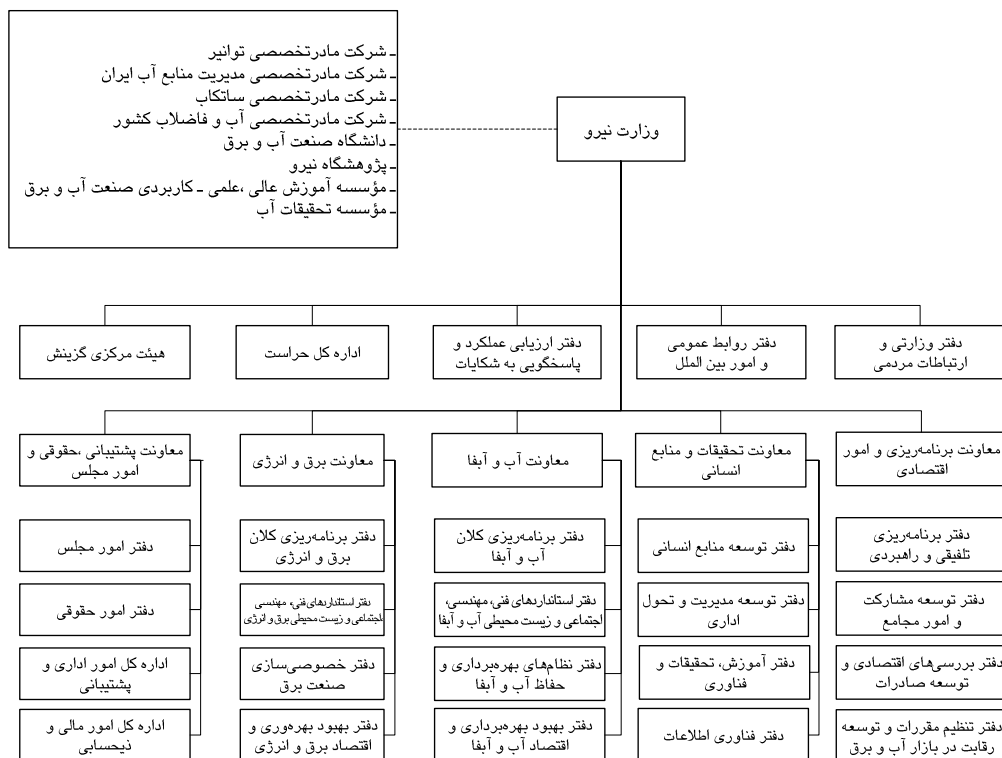 ـ شرکت مادرتخصصی توانیر
ـ شرکت مادرتخصصی مدیریت منابع آب ایران
ـ شرکت مادرتخصصی ساتکاب
ـ شرکت مادرتخصصی آب و فاضلاب کشور
ـ دانشگاه صنعت آب و برق
ـ پژوهشگاه نیرو
ـ مؤسسه آموزش عالی ،علمی ـ کاربردی صنعت آب و برق
ـ مؤسسه تحقیقات آب
وزارت نیرو
دفتر وزارتی و
ارتباطات مردمی
دفتر روابط عمومی
و امور بین الملل
دفتر ارزیابی عملکرد و
پاسخگویی به شکایات
اداره کل حراست
هیئت مرکزی گزینش
معاونت برنامه‌ریزی و امور
اقتصادی
معاونت تحقیقات و منابع
انسانی
معاونت آب و آبفا
معاونت برق و انرژی
معاونت پشتیبانی ،حقوقی و
امور مجلس
دفتر برنامه‌ریزی
تلفیقی و راهبردی
دفتر توسعه منابع انسانی
دفتر برنامه‌ریزی کلان
آب و آبفا
دفتر برنامه‌ریزی کلان
برق و انرژی
دفتر امور مجلس
دفتر توسعه مشارکت
و امور مجامع
دفتر توسعه مدیریت و تحول
اداری
دفتر استانداردهای فنی، مهندسی،
اجتماعی و زیست محیطی آب و آبفا
دفتر استانداردهای فنی، مهندسی
،اجتماعی و زیست محیطی برق و انرژی
دفتر امور حقوقی
دفتر بررسی‌های اقتصادی و
توسعه صادرات
دفتر آموزش، تحقیقات و
فناوری
دفتر نظام‌های بهره‌برداری و
حفاظ آب و آبفا
دفتر خصوصی‌سازی
صنعت برق
اداره کل امور اداری و
پشتیبانی
دفتر تنظیم مقررات و توسعه
رقابت در بازار آب و برق
دفتر فناوری اطلاعات
دفتر بهبود بهره‌برداری و
اقتصاد آب و آبفا
دفتر بهبود بهره‌وری و
اقتصاد برق و انرژی
اداره کل امور مالی و
ذیحسابی